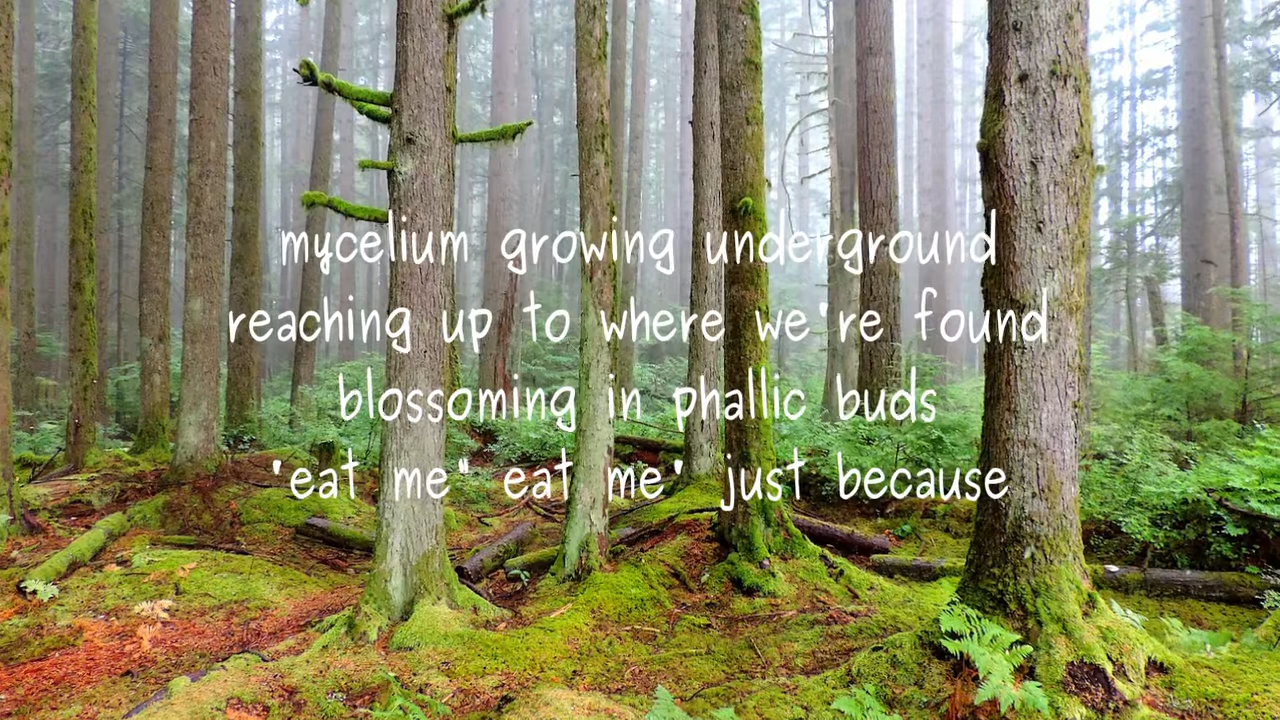 mycelium growing underground
reaching up to where we're found
blossoming in phallic buds
'eat me" eat me' just because